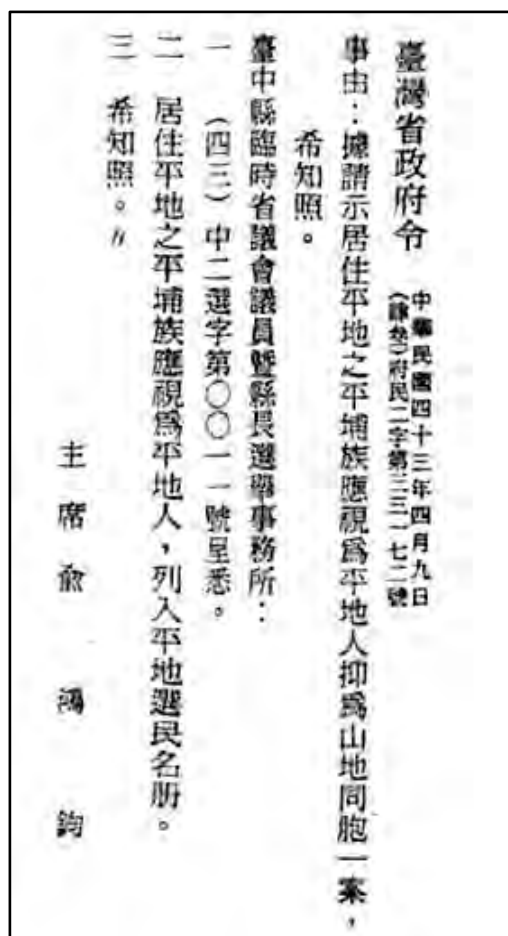 臺灣省政府令
中華民國四十三年四月九日
(肆叁)府民二字第三三一七二號
事由：據請示居住平地之平埔族應視爲平地人抑爲山地同胞一案，
希知照。
臺中縣臨時省議會議員暨縣長選舉事務所：
一 (四三)中二選字第〇〇一一號呈悉。
二 居住平地之平埔族應視爲平地人，列入平地選民名册。
三 希知照。〃
主席俞鴻鈞